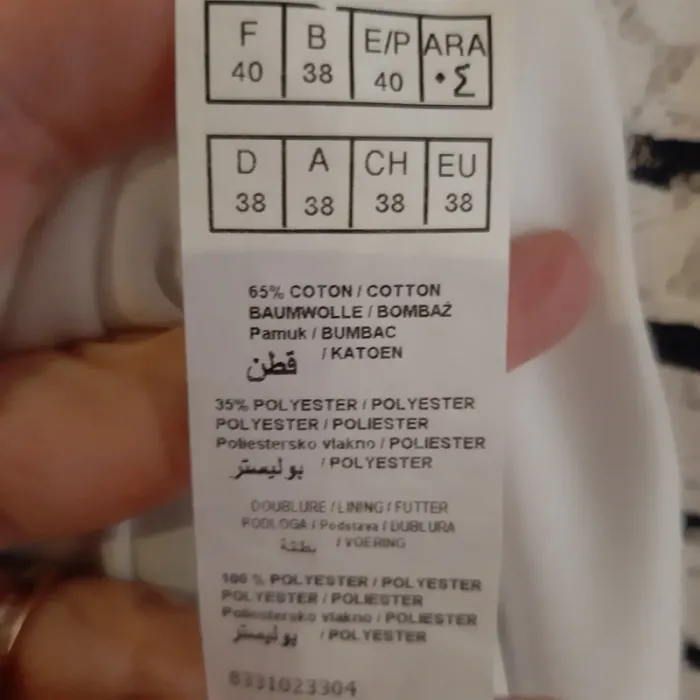 F B E/P ARA
40 38 40 ٠٤
D A CH EU
38 38 38 38
65% COTON / COTTON
BAUMWOLLE / BOMBAŽ
Pamuk / BUMBAC
قطن / KATOEN
35% POLYESTER / POLYESTER
POLYESTER / POLIESTER
Poliestersko vlakno / POLIESTER
بوليستر / POLYESTER
DOUBLURE / LINING / FUTTER
PODLOGA / Podstava / DUBLURA
بطانة / VOERING
100 % POLYESTER / POLYESTER
POLYESTER / POLIESTER
Poliestersko vlakno / POLIESTER
بوليستر / POLYESTER
8331023304